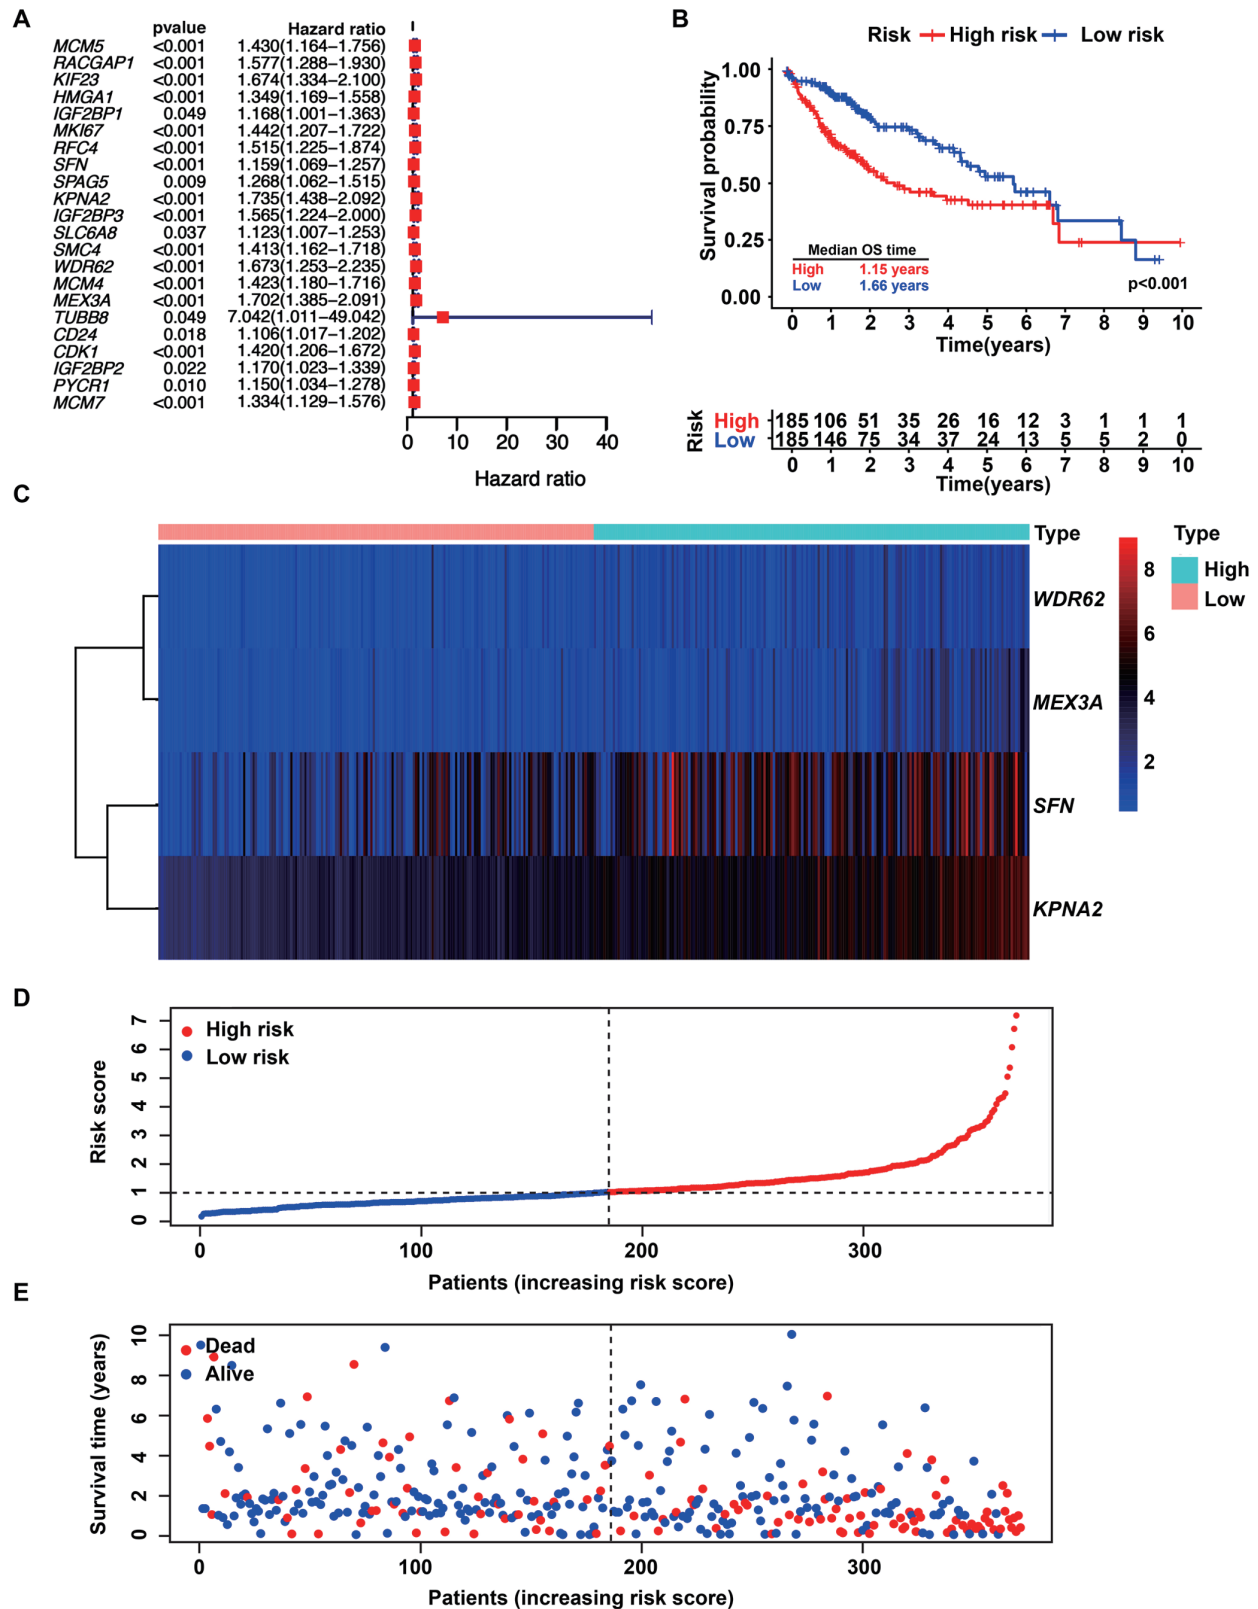 A
pvalue Hazard ratio
MCM5 <0.001 1.430(1.164–1.756)
RACGAP1 <0.001 1.577(1.288–1.930)
KIF23 <0.001 1.674(1.334–2.100)
HMGA1 <0.001 1.349(1.169–1.558)
IGF2BP1 0.049 1.168(1.001–1.363)
MKI67 <0.001 1.442(1.207–1.722)
RFC4 <0.001 1.515(1.225–1.874)
SFN <0.001 1.159(1.069–1.257)
SPAG5 0.009 1.268(1.062–1.515)
KPNA2 <0.001 1.735(1.438–2.092)
IGF2BP3 <0.001 1.565(1.224–2.000)
SLC6A8 0.037 1.123(1.007–1.253)
SMC4 <0.001 1.413(1.162–1.718)
WDR62 <0.001 1.673(1.253–2.235)
MCM4 <0.001 1.423(1.180–1.716)
MEX3A <0.001 1.702(1.385–2.091)
TUBB8 0.049 7.042(1.011–49.042)
CD24 0.018 1.106(1.017–1.202)
CDK1 <0.001 1.420(1.206–1.672)
IGF2BP2 0.022 1.170(1.023–1.339)
PYCR1 0.010 1.150(1.034–1.278)
MCM7 <0.001 1.334(1.129–1.576)
0 10 20 30 40
Hazard ratio
B
Risk High risk Low risk
Survival probability
1.00
0.75
0.50
0.25
0.00
Median OS time
High 1.15 years
Low 1.66 years
p<0.001
0 1 2 3 4 5 6 7 8 9 10
Time(years)
Risk
High 185 106 51 35 26 16 12 3 1 1 1
Low 185 146 75 34 37 24 13 5 5 2 0
0 1 2 3 4 5 6 7 8 9 10
Time(years)
C
Type
WDR62
MEX3A
SFN
KPNA2
8
6
4
2
Type
High
Low
D
High risk
Low risk
Risk score
7
6
5
4
3
2
1
0
0 100 200 300
Patients (increasing risk score)
E
Dead
Alive
Survival time (years)
10
8
6
4
2
0
0 100 200 300
Patients (increasing risk score)